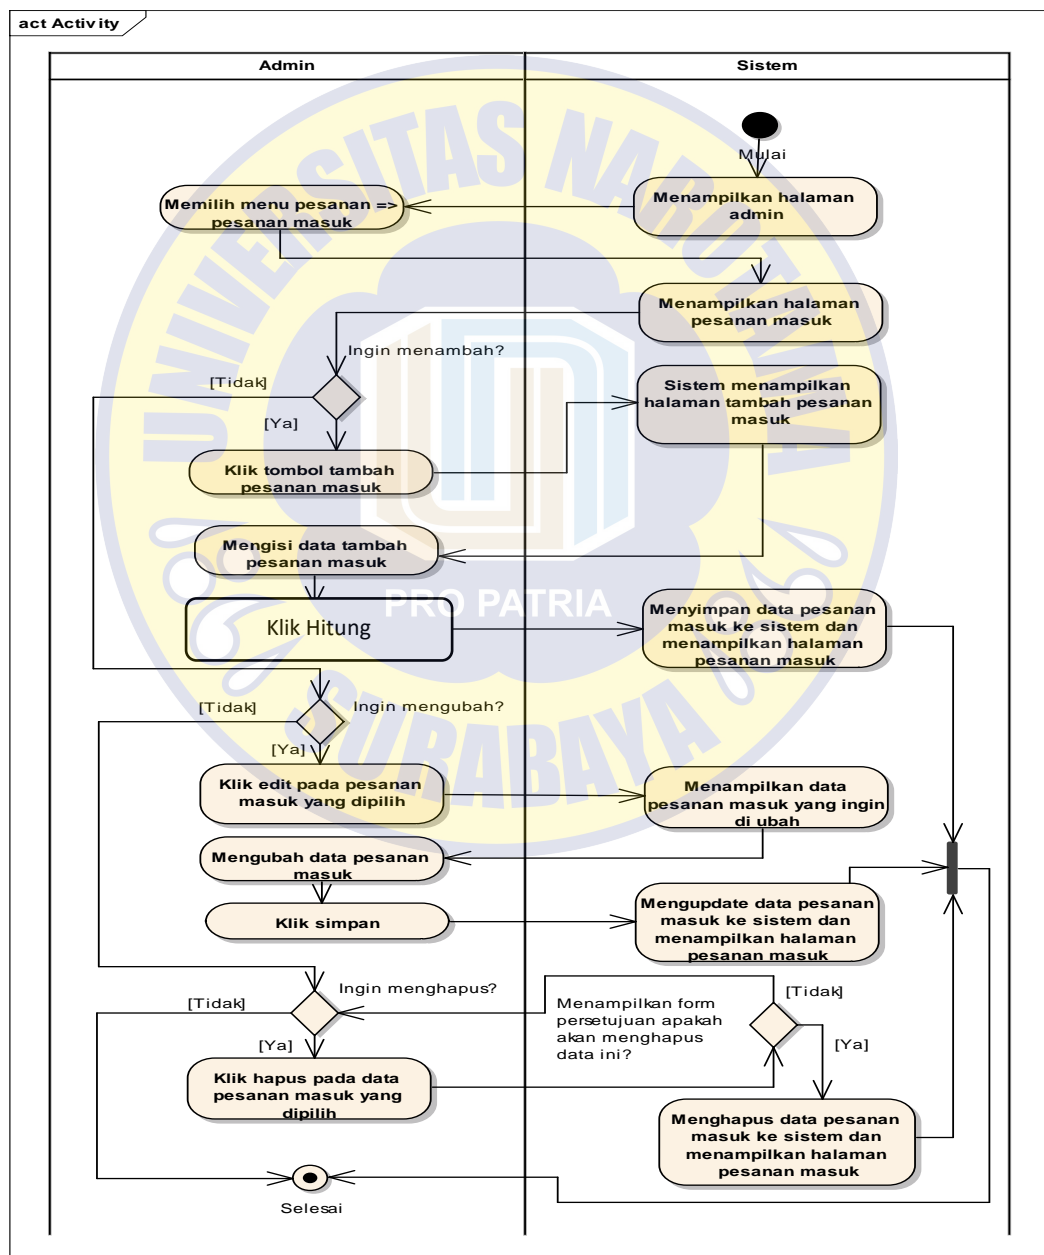 act Activity
Admin
Sistem
Mulai
Menampilkan halaman
admin
Memilih menu pesanan =>
pesanan masuk
Menampilkan halaman
pesanan masuk
Ingin menambah?
[Tidak]
[Ya]
Sistem menampilkan
halaman tambah pesanan
masuk
Klik tombol tambah
pesanan masuk
Mengisi data tambah
pesanan masuk
Klik Hitung
Menyimpan data pesanan
masuk ke sistem dan
menampilkan halaman
pesanan masuk
Ingin mengubah?
[Tidak]
[Ya]
Klik edit pada pesanan
masuk yang dipilih
Menampilkan data
pesanan masuk yang ingin
di ubah
Mengubah data pesanan
masuk
Klik simpan
Mengupdate data pesanan
masuk ke sistem dan
menampilkan halaman
pesanan masuk
Ingin menghapus?
[Tidak]
[Ya]
Menampilkan form
persetujuan apakah
akan menghapus
data ini?
[Tidak]
[Ya]
Klik hapus pada data
pesanan masuk yang
dipilih
Menghapus data pesanan
masuk ke sistem dan
menampilkan halaman
pesanan masuk
Selesai
UNIVERSITAS NAROTAMA
PRO PATRIA
SURABAYA